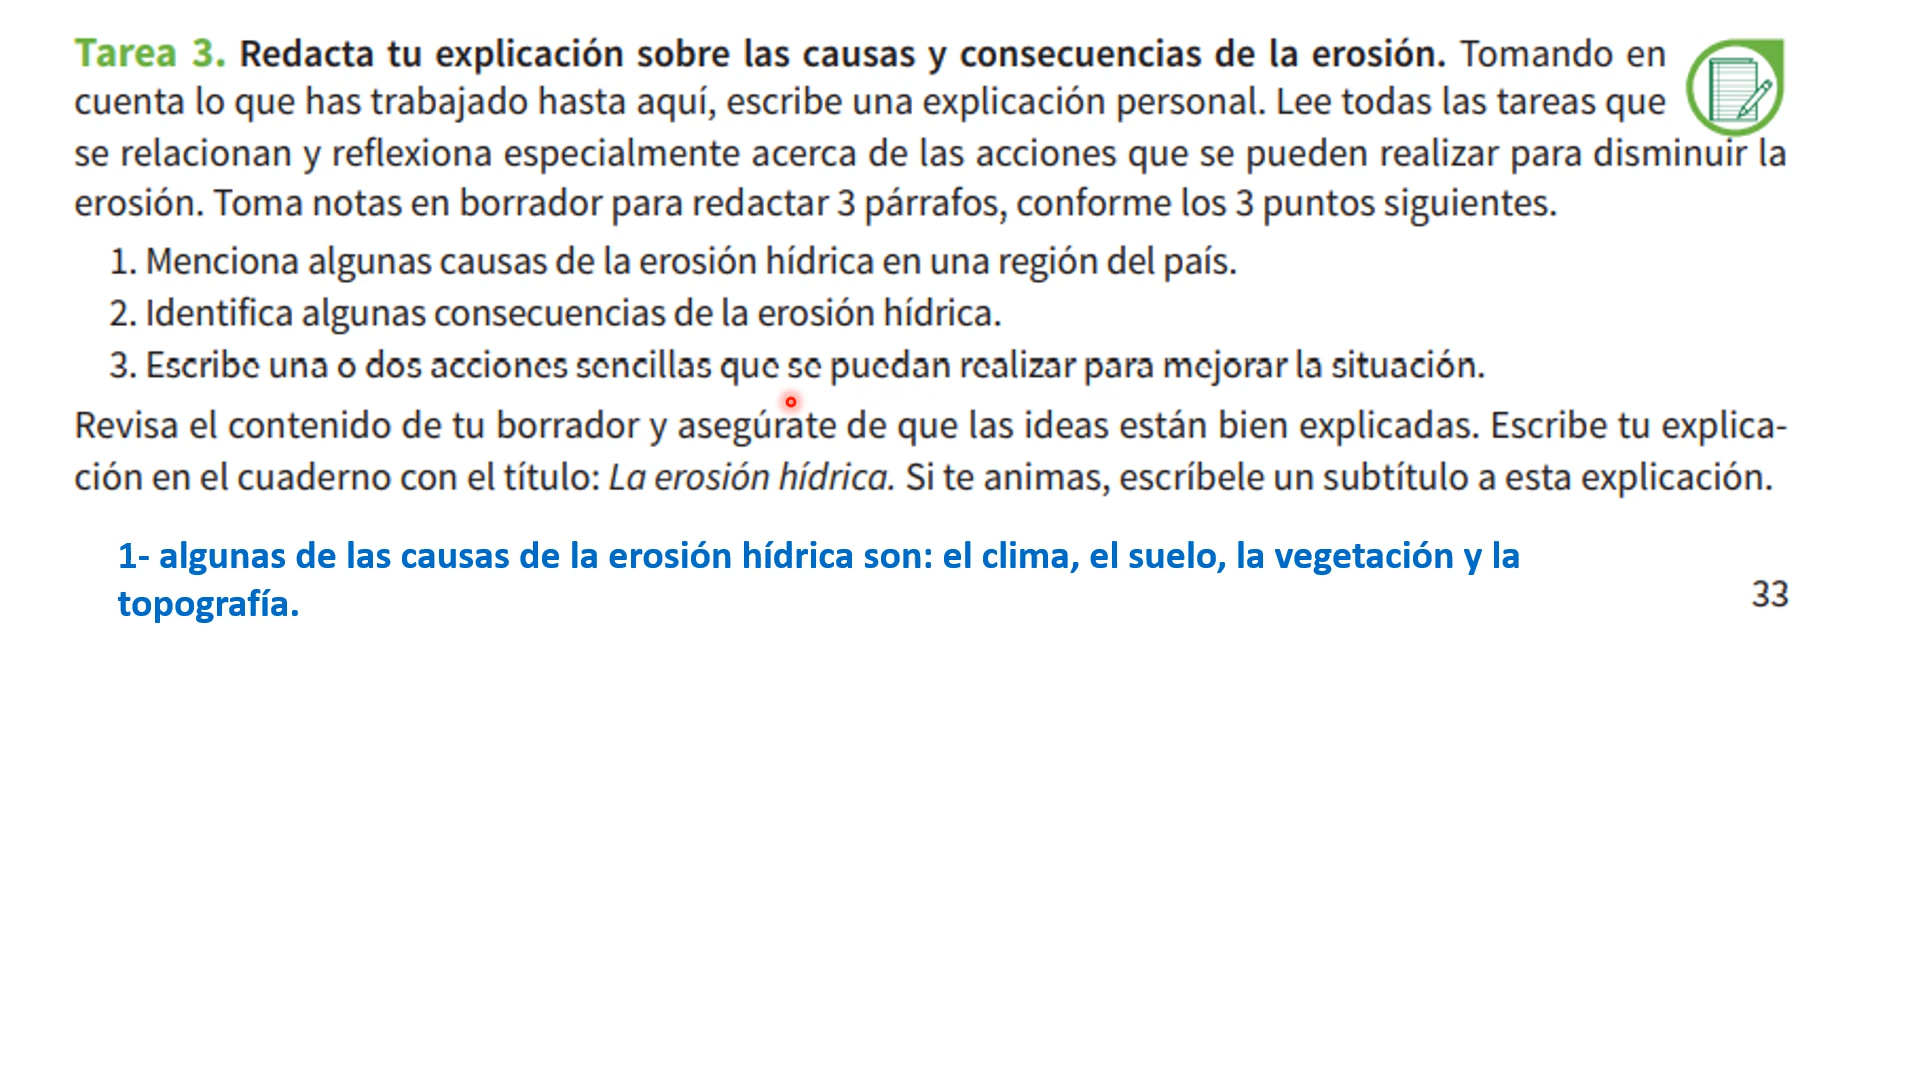 Tarea 3. Redacta tu explicación sobre las causas y consecuencias de la erosión. Tomando en
cuenta lo que has trabajado hasta aquí, escribe una explicación personal. Lee todas las tareas que
se relacionan y reflexiona especialmente acerca de las acciones que se pueden realizar para disminuir la
erosión. Toma notas en borrador para redactar 3 párrafos, conforme los 3 puntos siguientes.
1. Menciona algunas causas de la erosión hídrica en una región del país.
2. Identifica algunas consecuencias de la erosión hídrica.
3. Escribe una o dos acciones sencillas que se puedan realizar para mejorar la situación.
Revisa el contenido de tu borrador y asegúrate de que las ideas están bien explicadas. Escribe tu explica-
ción en el cuaderno con el título: La erosión hídrica. Si te animas, escríbele un subtítulo a esta explicación.
1- algunas de las causas de la erosión hídrica son: el clima, el suelo, la vegetación y la
topografía.
33